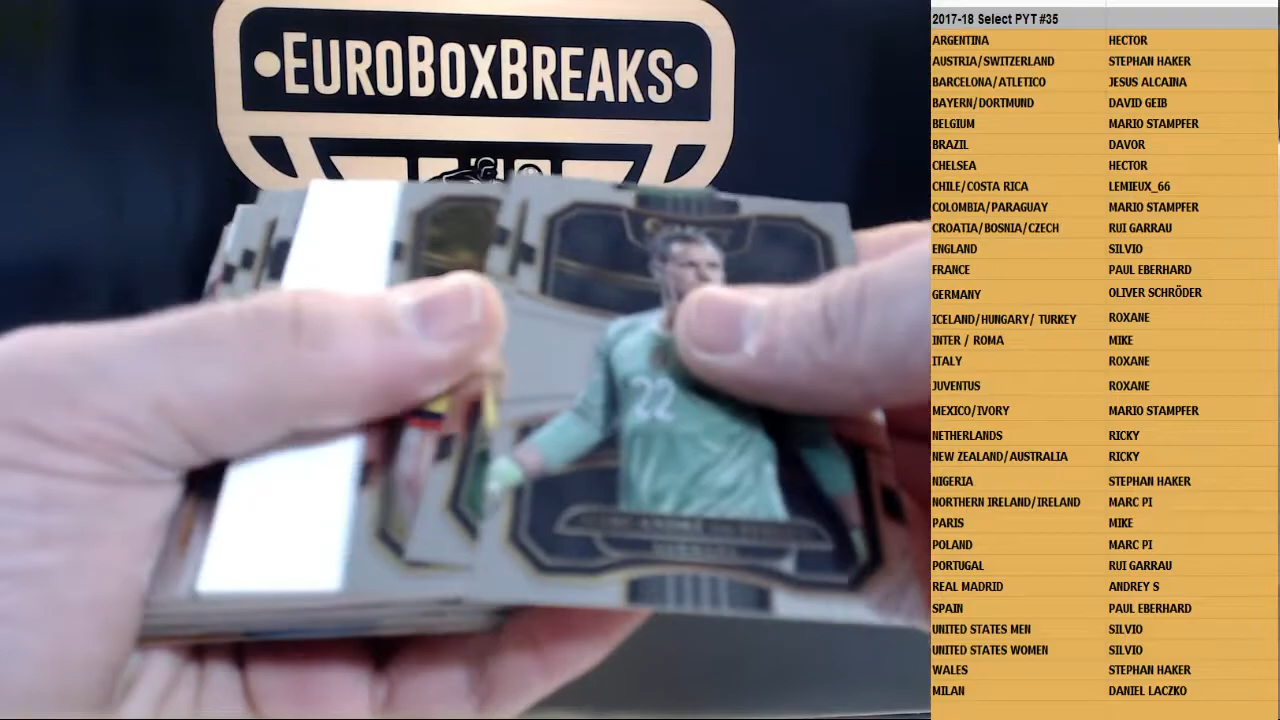 •EUROBOXBREAKS•
22
2017-18 Select PYT #35
ARGENTINA HECTOR
AUSTRIA/SWITZERLAND STEPHAN HAKER
BARCELONA/ATLETICO JESUS ALCAINA
BAYERN/DORTMUND DAVID GEIB
BELGIUM MARIO STAMPFER
BRAZIL DAVOR
CHELSEA HECTOR
CHILE/COSTA RICA LEMIEUX_66
COLOMBIA/PARAGUAY MARIO STAMPFER
CROATIA/BOSNIA/CZECH RUI GARRAU
ENGLAND SILVIO
FRANCE PAUL EBERHARD
GERMANY OLIVER SCHRÖDER
ICELAND/HUNGARY/ TURKEY ROXANE
INTER / ROMA MIKE
ITALY ROXANE
JUVENTUS ROXANE
MEXICO/IVORY MARIO STAMPFER
NETHERLANDS RICKY
NEW ZEALAND/AUSTRALIA RICKY
NIGERIA STEPHAN HAKER
NORTHERN IRELAND/IRELAND MARC PI
PARIS MIKE
POLAND MARC PI
PORTUGAL RUI GARRAU
REAL MADRID ANDREY S
SPAIN PAUL EBERHARD
UNITED STATES MEN SILVIO
UNITED STATES WOMEN SILVIO
WALES STEPHAN HAKER
MILAN DANIEL LACZKO